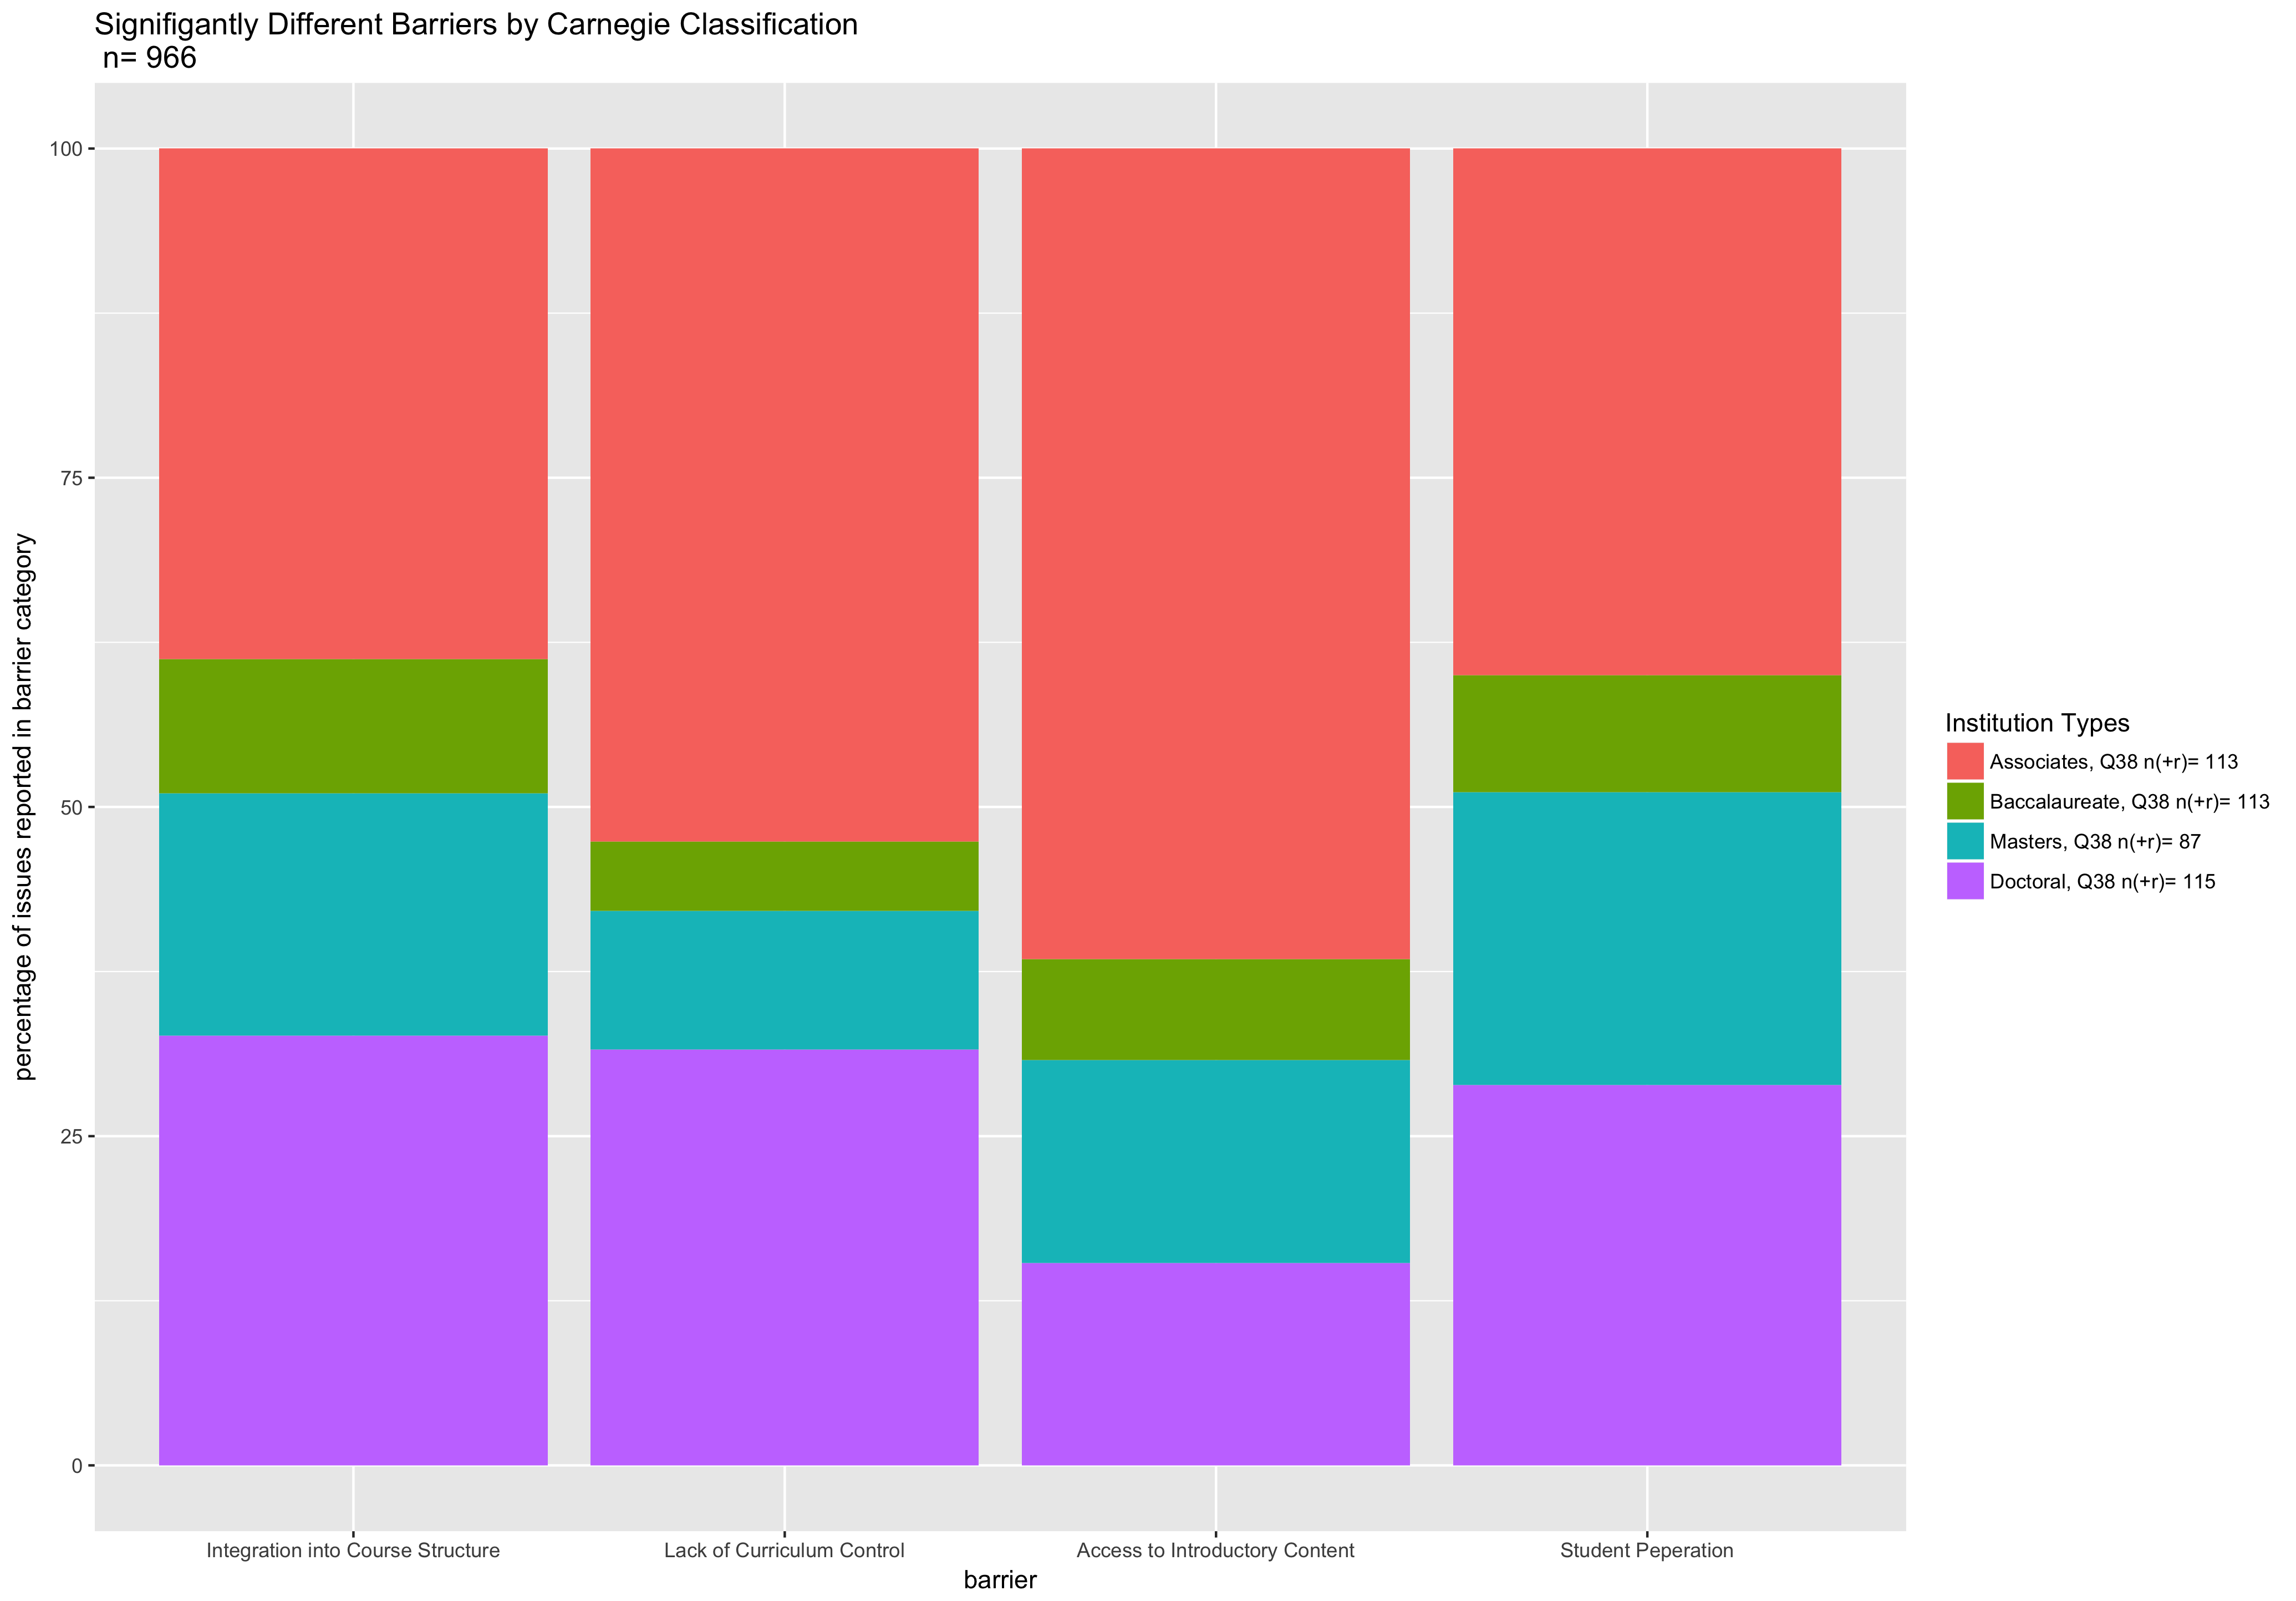 Signifigantly Different Barriers by Carnegie Classification
n= 966
percentage of issues reported in barrier category
100
75
50
25
0
Integration into Course Structure
Lack of Curriculum Control
Access to Introductory Content
Student Peperation
barrier
Institution Types
Associates, Q38 n(+r)= 113
Baccalaureate, Q38 n(+r)= 113
Masters, Q38 n(+r)= 87
Doctoral, Q38 n(+r)= 115